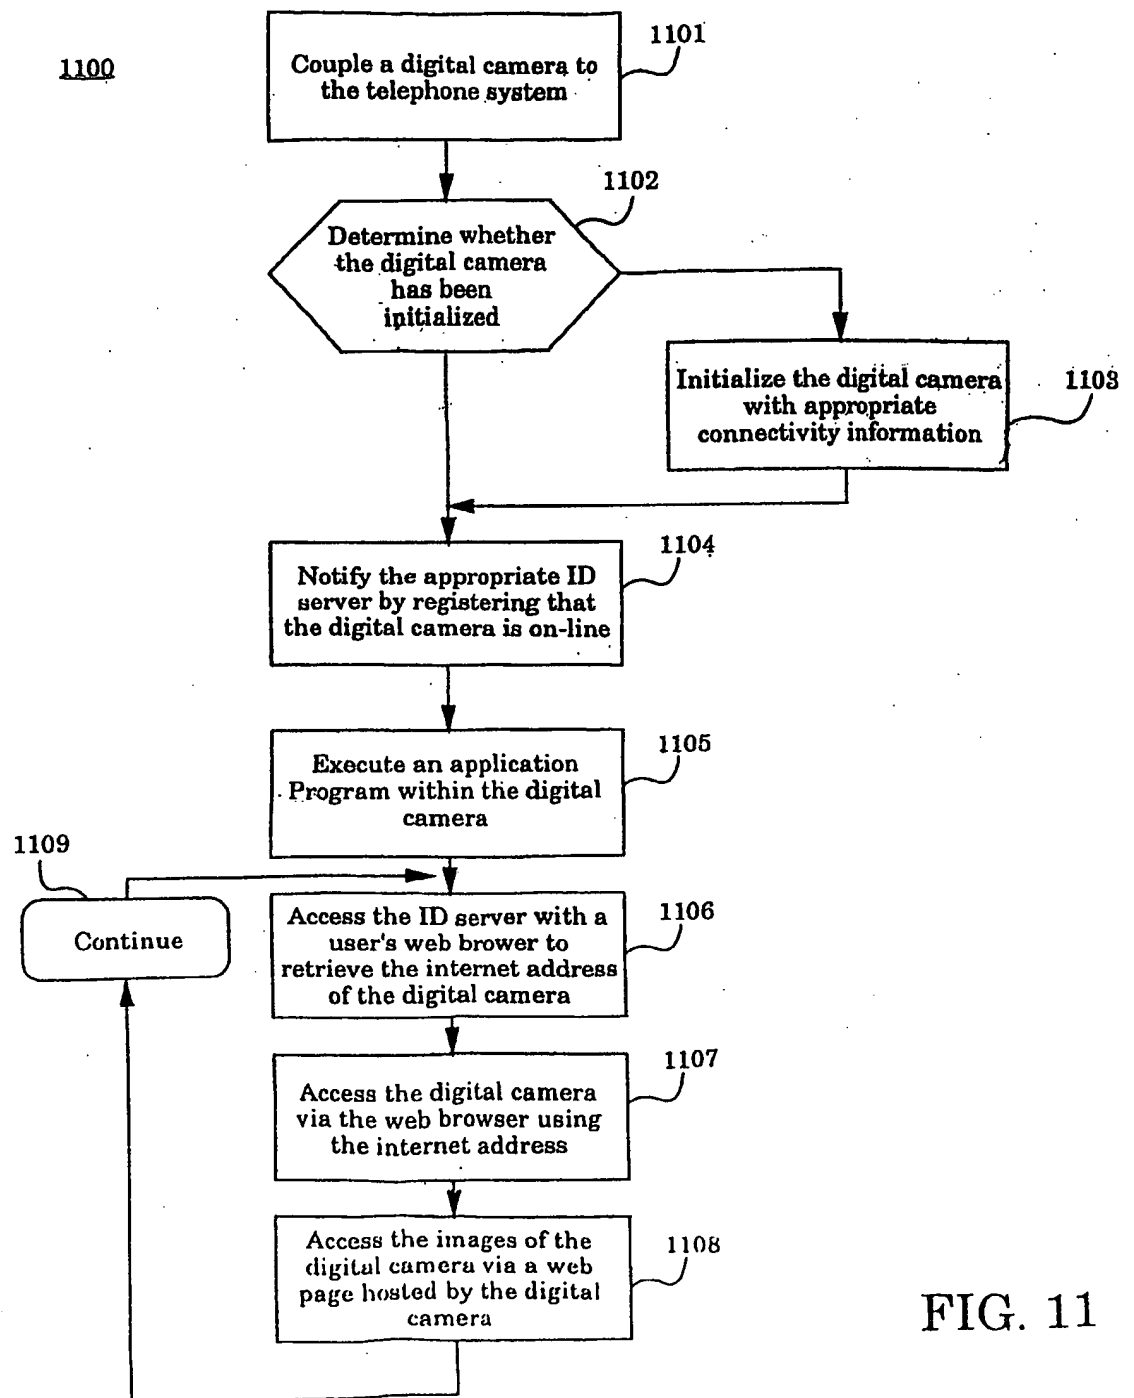 1100
1101
Couple a digital camera to
the telephone system
1102
Determine whether
the digital camera
has been
initialized
Initialize the digital camera
with appropriate
connectivity information
1103
1104
Notify the appropriate ID
server by registering that
the digital camera is on-line
1105
Execute an application
Program within the digital
camera
1109
Continue
1106
Access the ID server with a
user's web brower to
retrieve the internet address
of the digital camera
1107
Access the digital camera
via the web browser using
the internet address
1108
Access the images of the
digital camera via a web
page hosted by the digital
camera
FIG. 11